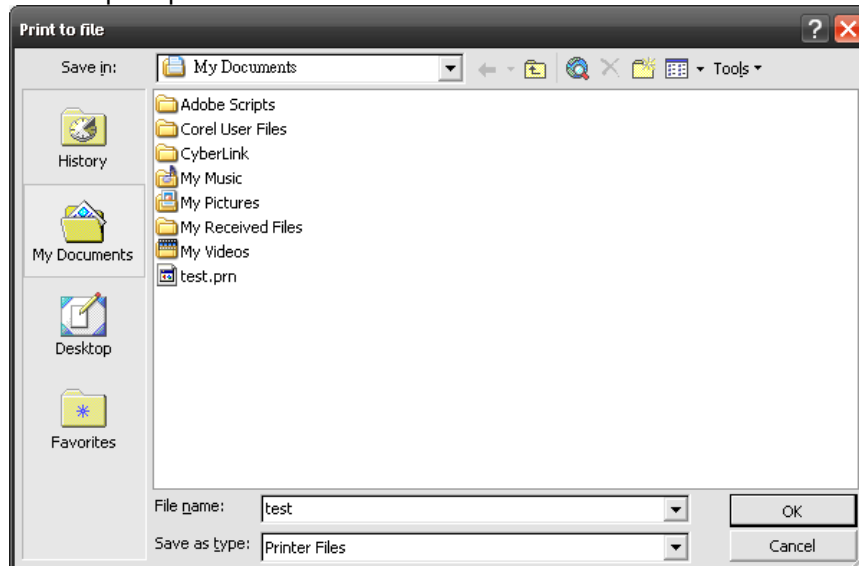 Print to file
Save in: My Documents Tools
Adobe Scripts
Corel User Files
CyberLink
My Music
My Pictures
My Received Files
My Videos
test.prn
History
My Documents
Desktop
Favorites
File name: test OK
Save as type: Printer Files Cancel